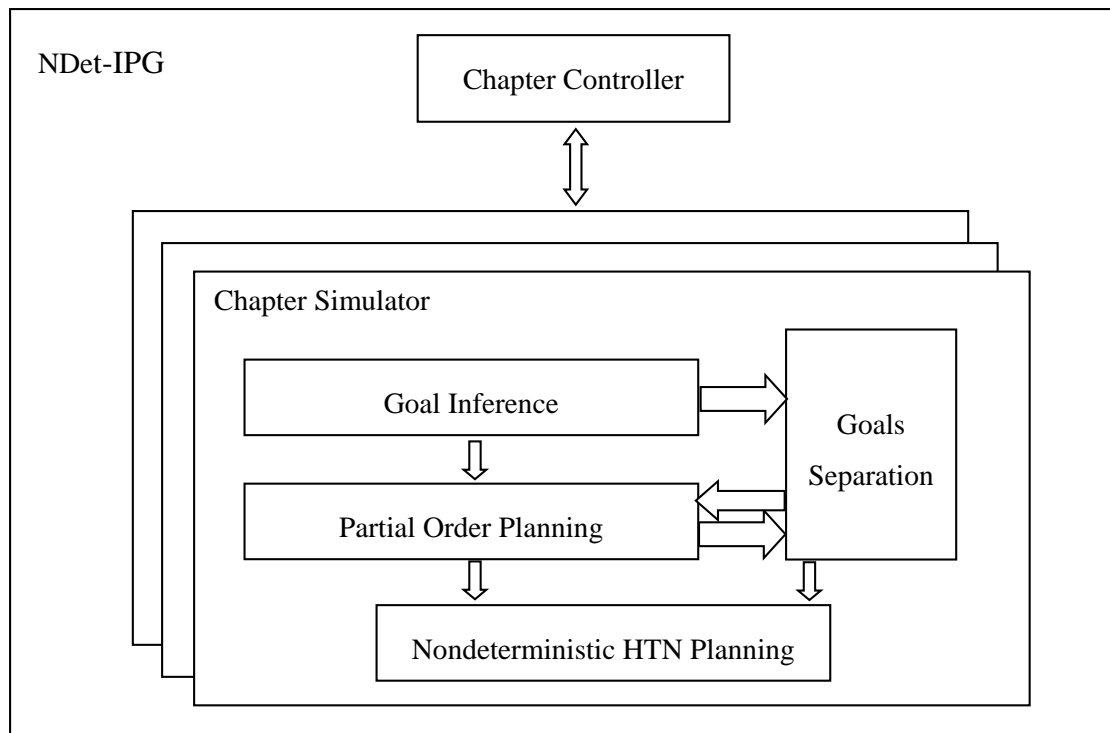 NDet-IPG
Chapter Controller
Chapter Simulator
Goal Inference
Goals
Separation
Partial Order Planning
Nondeterministic HTN Planning